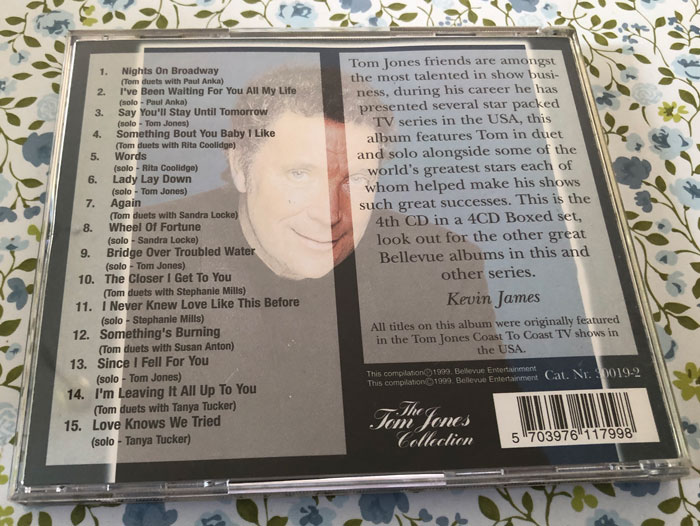 1. Nights On Broadway
(Tom duets with Paul Anka)
2. I've Been Waiting For You All My Life
(solo - Paul Anka)
3. Say You'll Stay Until Tomorrow
(solo - Tom Jones)
4. Something Bout You Baby I Like
(Tom duets with Rita Coolidge)
5. Words
(solo - Rita Coolidge)
6. Lady Lay Down
(solo - Tom Jones)
7. Again
(Tom duets with Sandra Locke)
8. Wheel Of Fortune
(solo - Sandra Locke)
9. Bridge Over Troubled Water
(solo - Tom Jones)
10. The Closer I Get To You
(Tom duets with Stephanie Mills)
11. I Never Knew Love Like This Before
(solo - Stephanie Mills)
12. Something's Burning
(Tom duets with Susan Anton)
13. Since I Fell For You
(solo - Tom Jones)
14. I'm Leaving It All Up To You
(Tom duets with Tanya Tucker)
15. Love Knows We Tried
(solo - Tanya Tucker)
Tom Jones friends are amongst
the most talented in show busi-
ness, during his career he has
presented several star packed
TV series in the USA, this
album features Tom in duet
and solo alongside some of the
world's greatest stars each of
whom helped make his shows
such great successes. This is the
4th CD in a 4CD Boxed set,
look out for the other great
Bellevue albums in this and
other series.
Kevin James
All titles on this album were originally featured
in the Tom Jones Coast To Coast TV shows in
the USA.
This compilation Ⓟ1999. Bellevue Entertainment
This compilation ©1999. Bellevue Entertainment
Cat. Nr. 30019-2
The
Tom Jones
Collection
5 703976 117998